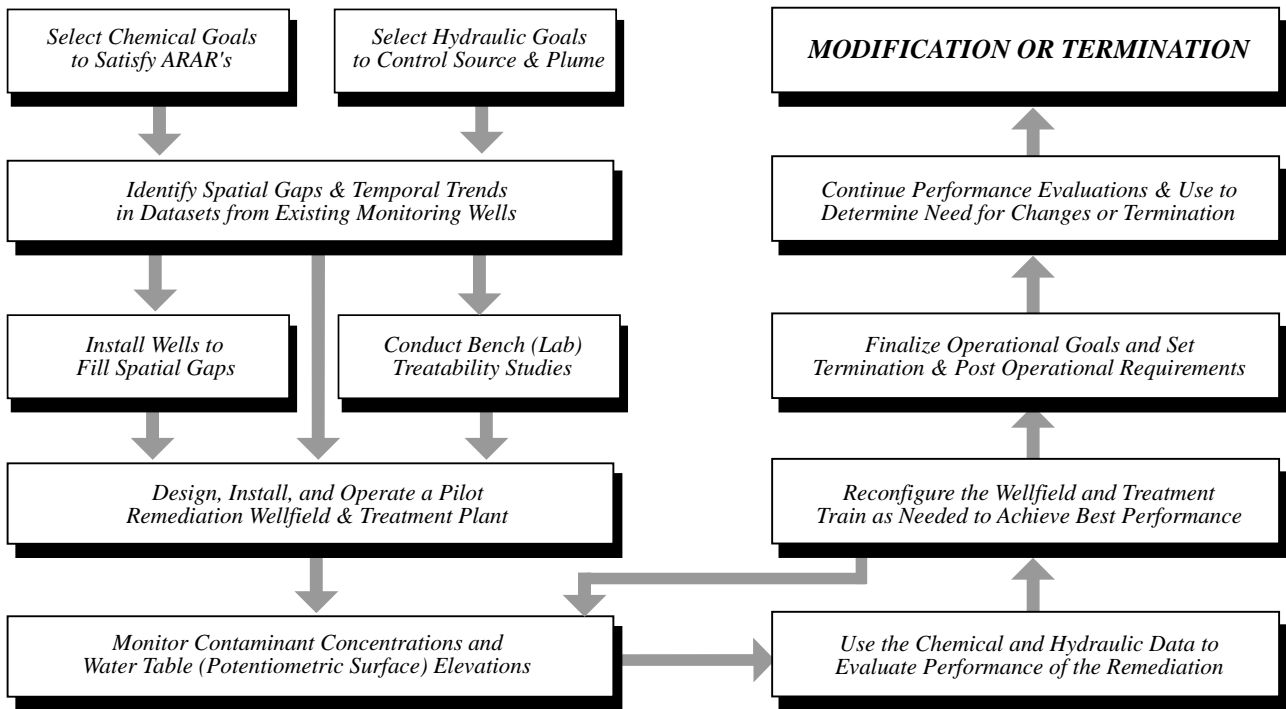 Select Chemical Goals
to Satisfy ARAR's
Select Hydraulic Goals
to Control Source & Plume
Identify Spatial Gaps & Temporal Trends
in Datasets from Existing Monitoring Wells
Install Wells to
Fill Spatial Gaps
Conduct Bench (Lab)
Treatability Studies
Design, Install, and Operate a Pilot
Remediation Wellfield & Treatment Plant
Monitor Contaminant Concentrations and
Water Table (Potentiometric Surface) Elevations
Use the Chemical and Hydraulic Data to
Evaluate Performance of the Remediation
Reconfigure the Wellfield and Treatment
Train as Needed to Achieve Best Performance
Finalize Operational Goals and Set
Termination & Post Operational Requirements
Continue Performance Evaluations & Use to
Determine Need for Changes or Termination
MODIFICATION OR TERMINATION